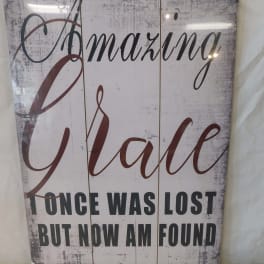 Amazing
Grace
I ONCE WAS LOST
BUT NOW AM FOUND